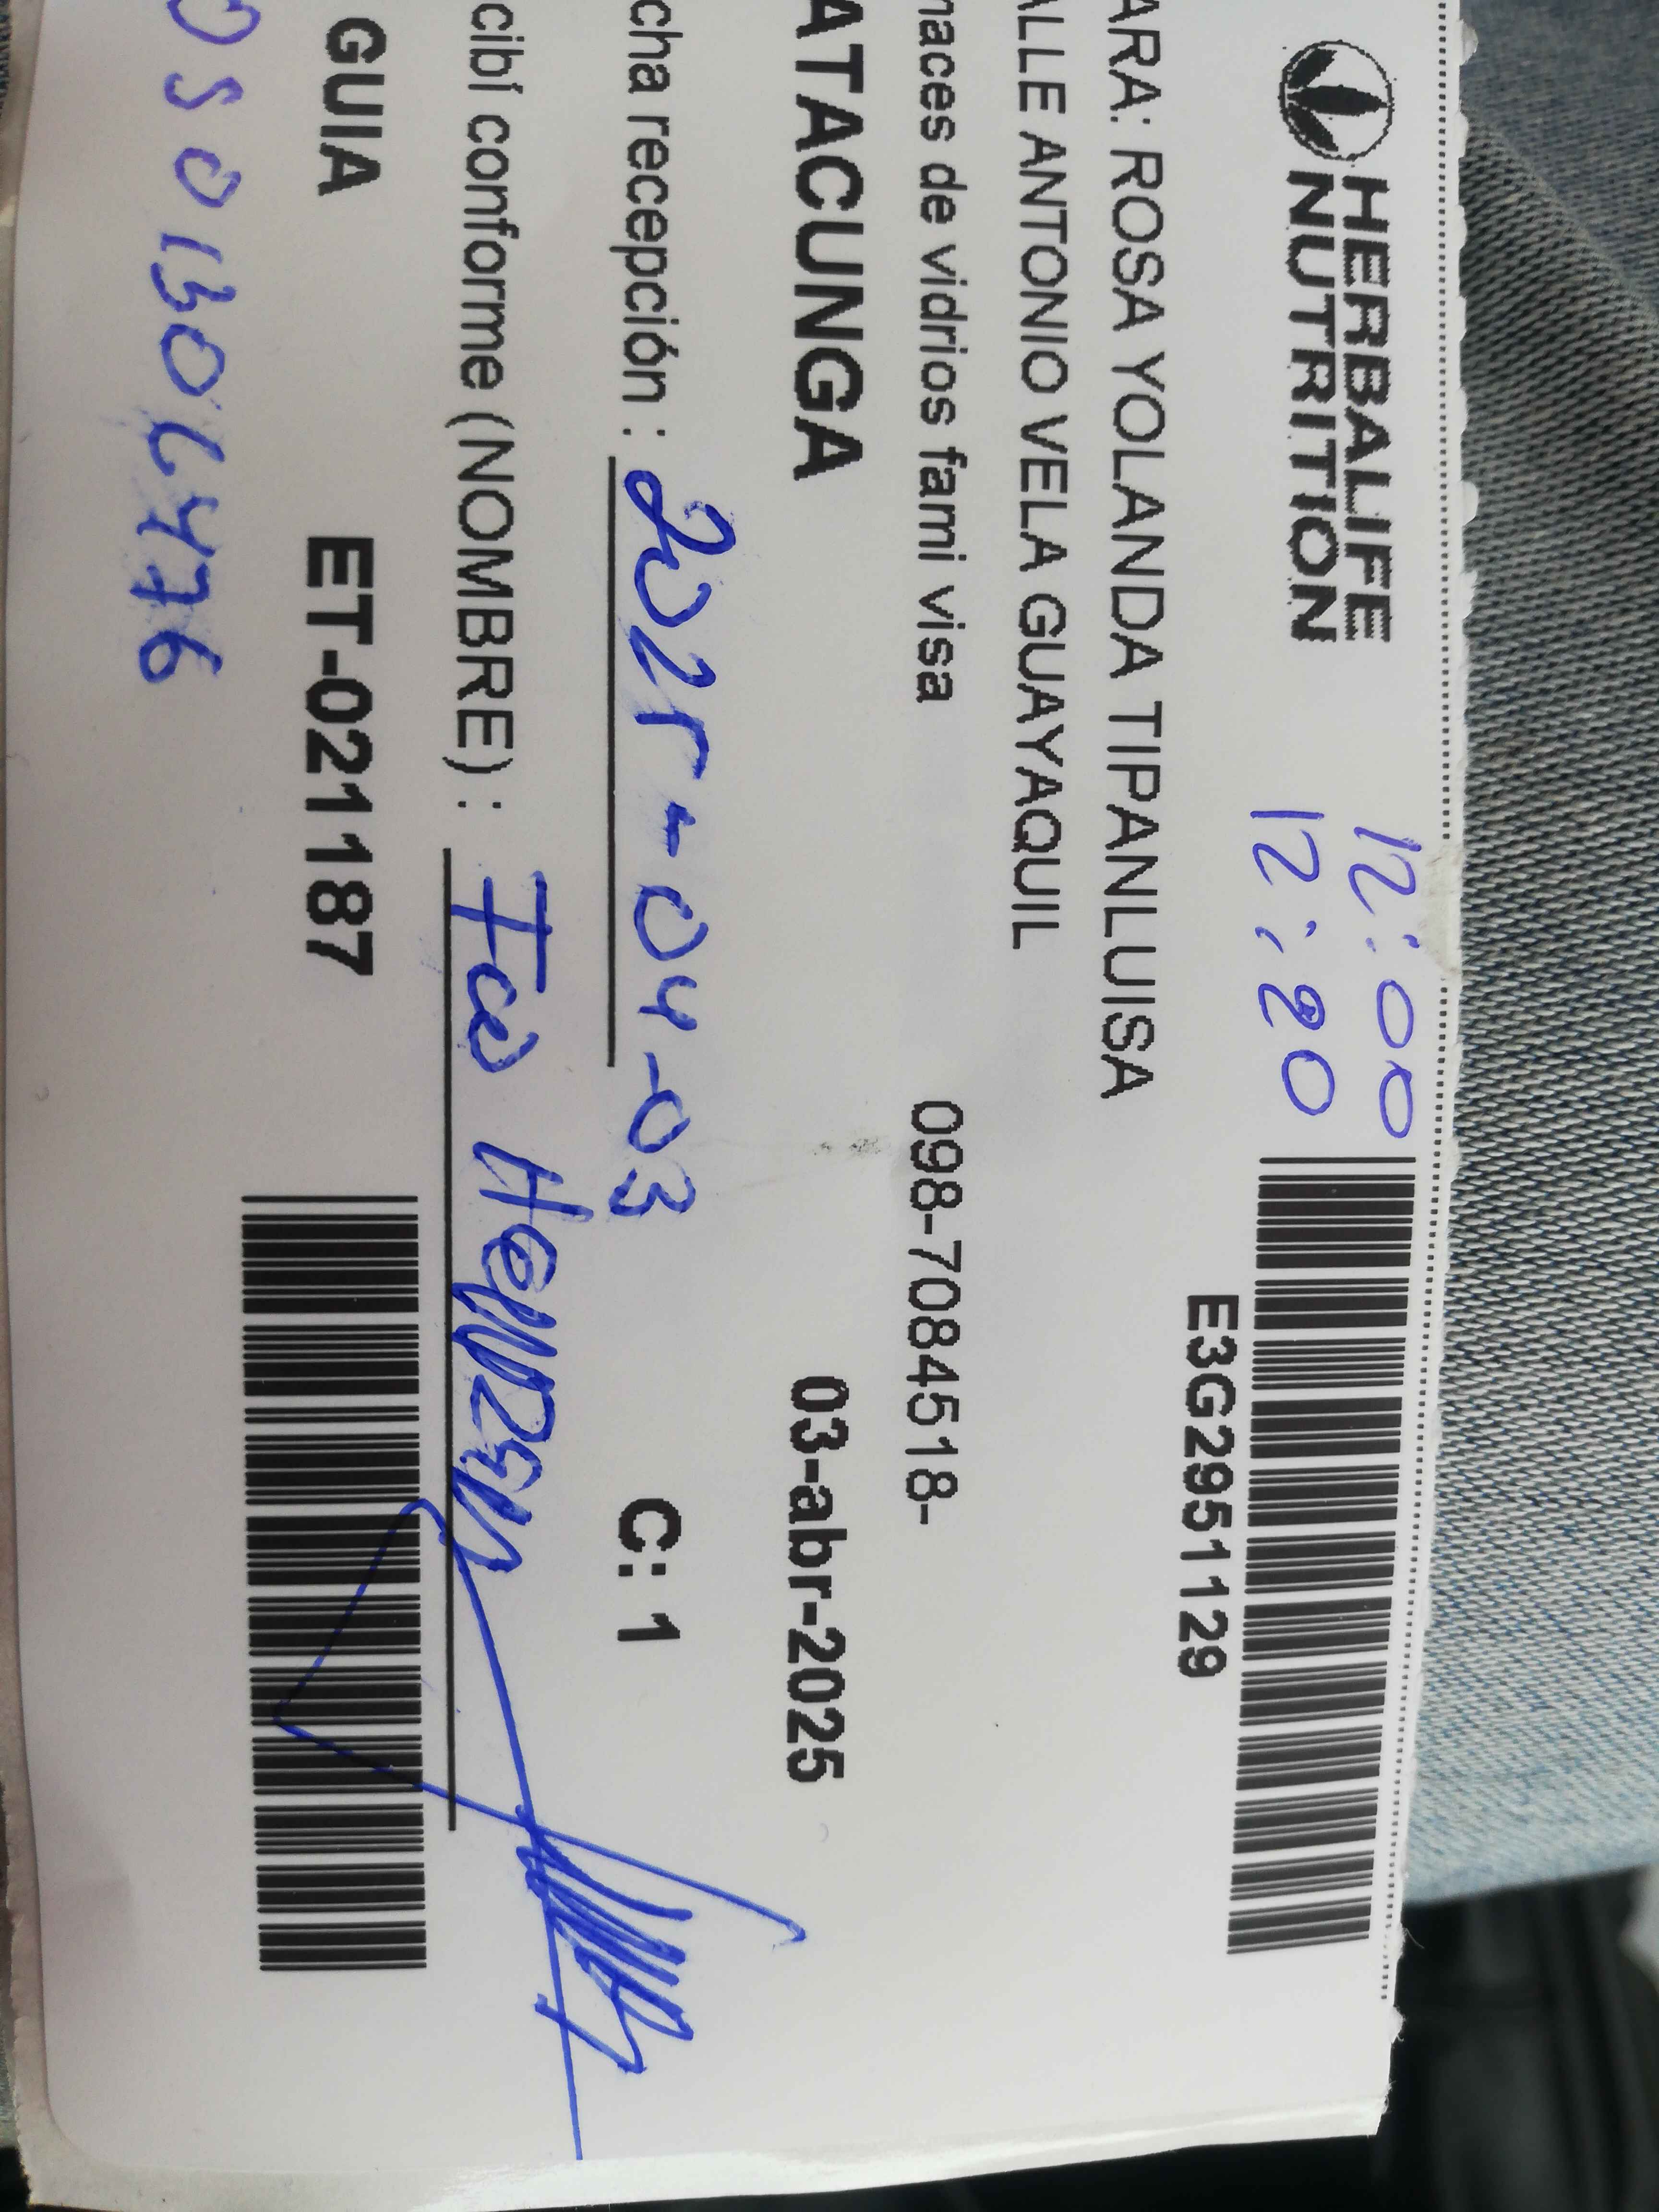 HERBALIFE
NUTRITION
12:00
12:20
E3G2951129
ARA: ROSA YOLANDA TIPANLUISA
ALLE ANTONIO VELA GUAYAQUIL
naces de vidrios fami visa 098-7084518-
ATACUNGA 03-abr-2025
cha recepción : 2025-04-03 C: 1
cibí conforme (NOMBRE) :
GUIA ET-021187